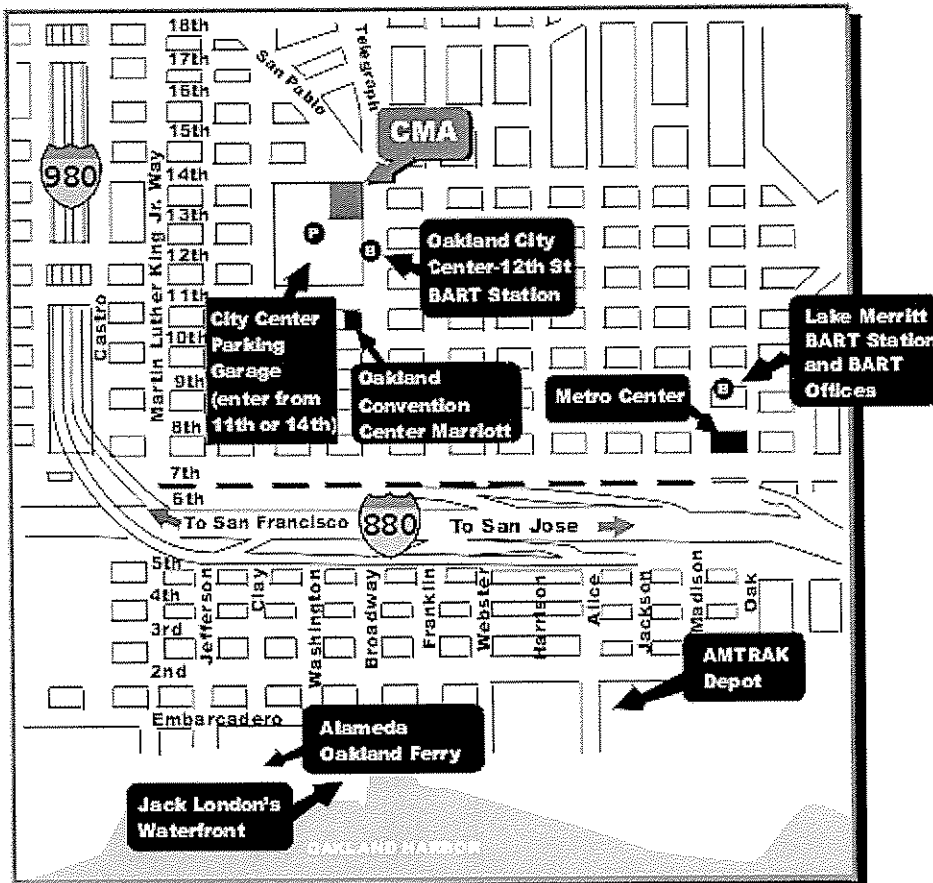 18th
17th
16th
15th
14th
13th
12th
11th
10th
9th
8th
7th
6th
5th
4th
3rd
2nd
Embarcadero
San Pablo
Telegraph
CMA
980
Martin Luther King Jr. Way
Castro
P
B
Oakland City
Center-12th St
BART Station
City Center
Parking
Garage
(enter from
11th or 14th)
Oakland
Convention
Center Marriott
Metro Center
B
Lake Merritt
BART Station
and BART
Offices
To San Francisco
880
To San Jose
Jefferson
Clay
Washington
Broadway
Franklin
Webster
Harrison
Alice
Jackson
Madison
Oak
AMTRAK
Depot
Alameda
Oakland Ferry
Jack London's
Waterfront
OAKLAND HARBOR